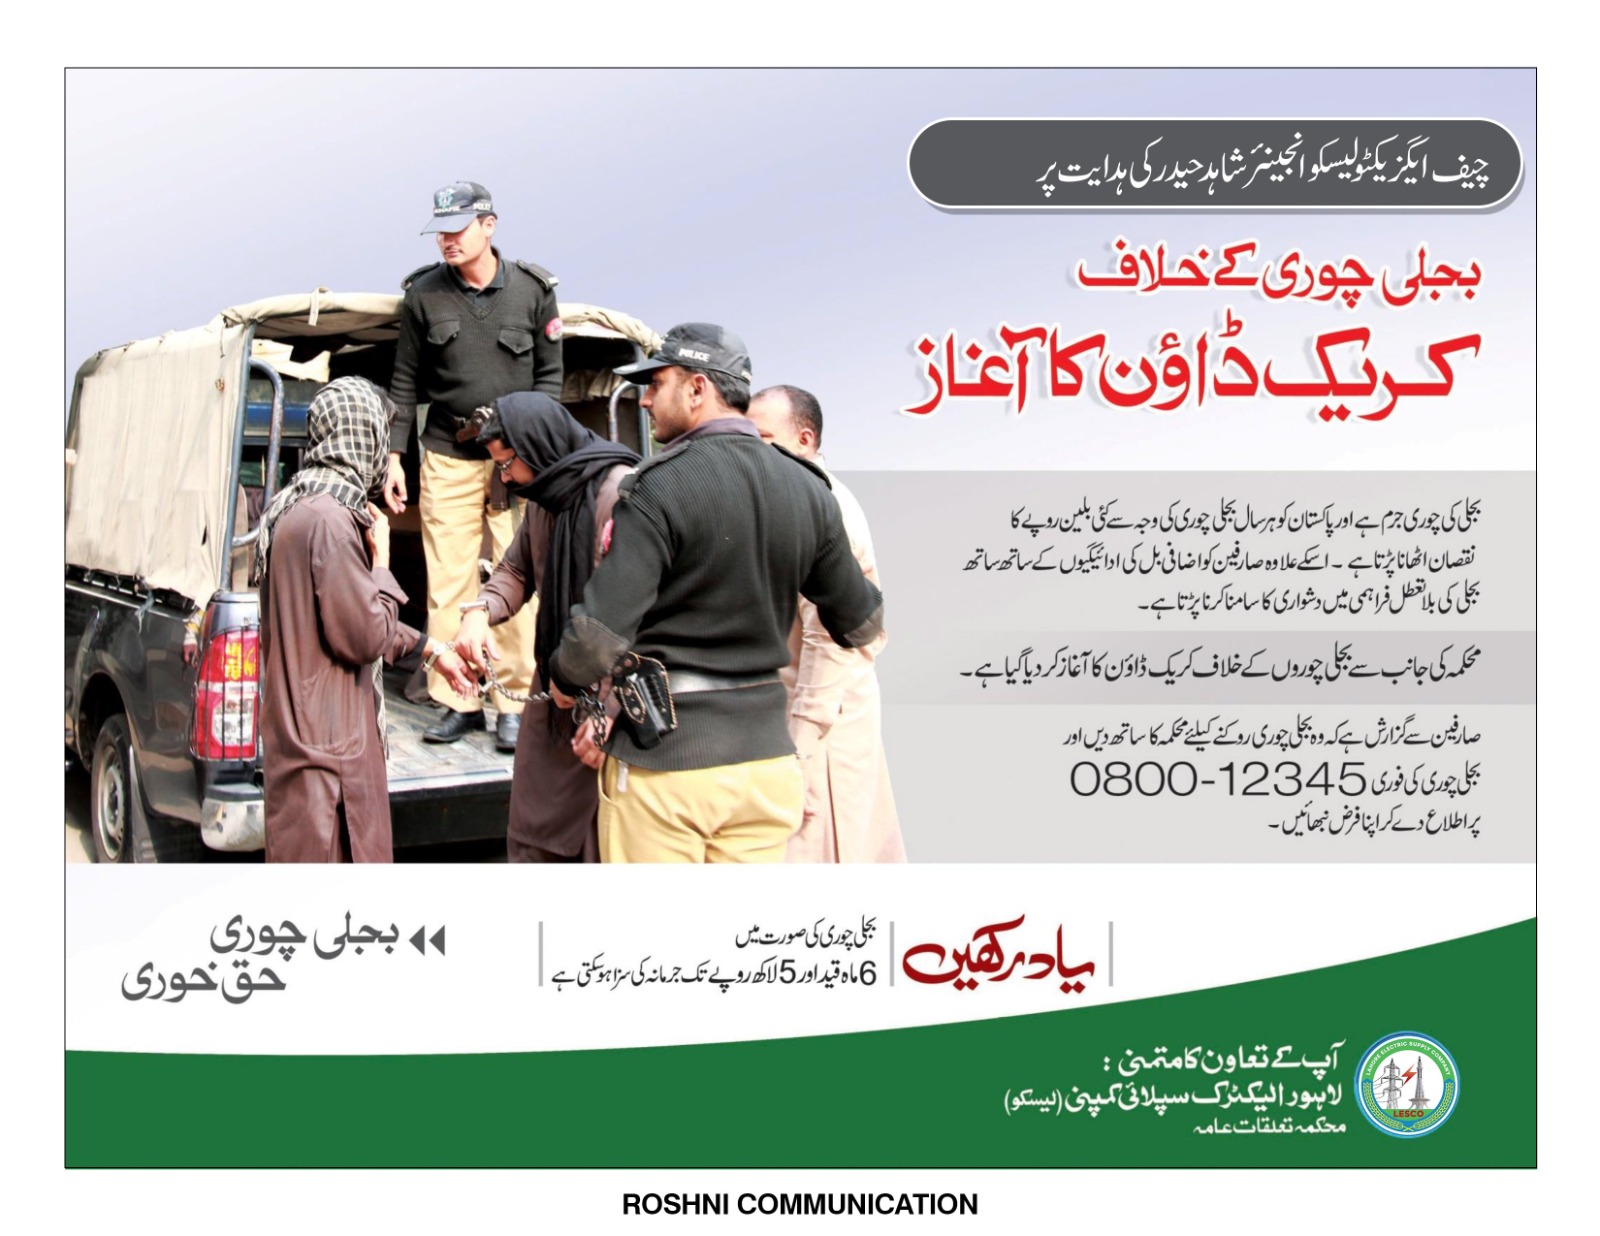 چیف ایگزیکٹو لیسکو انجینئر شاہد حیدر کی ہدایت پر
بجلی چوری کے خلاف
کریک ڈاؤن کا آغاز
بجلی کی چوری جرم ہے اور پاکستان کو ہر سال بجلی چوری کی وجہ سے کئی بلین روپے کا
نقصان اٹھانا پڑتا ہے ۔ اسکے علاوہ صارفین کو اضافی بل کی ادائیگیوں کے ساتھ ساتھ
بجلی کی بلا تعطل فراہمی میں دشواری کا سامنا کرنا پڑتا ہے ۔
محکمہ کی جانب سے بجلی چوروں کے خلاف کریک ڈاؤن کا آغاز کر دیا گیا ہے ۔
صارفین سے گزارش ہے کہ وہ بجلی چوری روکنے کیلئے محکمہ کا ساتھ دیں اور
بجلی چوری کی فوری 0800-12345
پر اطلاع دے کر اپنا فرض نبھائیں ۔
یاد رکھیں
بجلی چوری کی صورت میں
6 ماہ قید اور 5 لاکھ روپے تک جرمانہ کی سزا ہو سکتی ہے
بجلی چوری
حق خوری
آپ کے تعاون کا متمنی :
لاہور الیکٹرک سپلائی کمپنی (لیسکو)
محکمہ تعلقات عامہ
LAHORE ELECTRIC SUPPLY COMPANY
LESCO
POLICE
ROSHNI COMMUNICATION